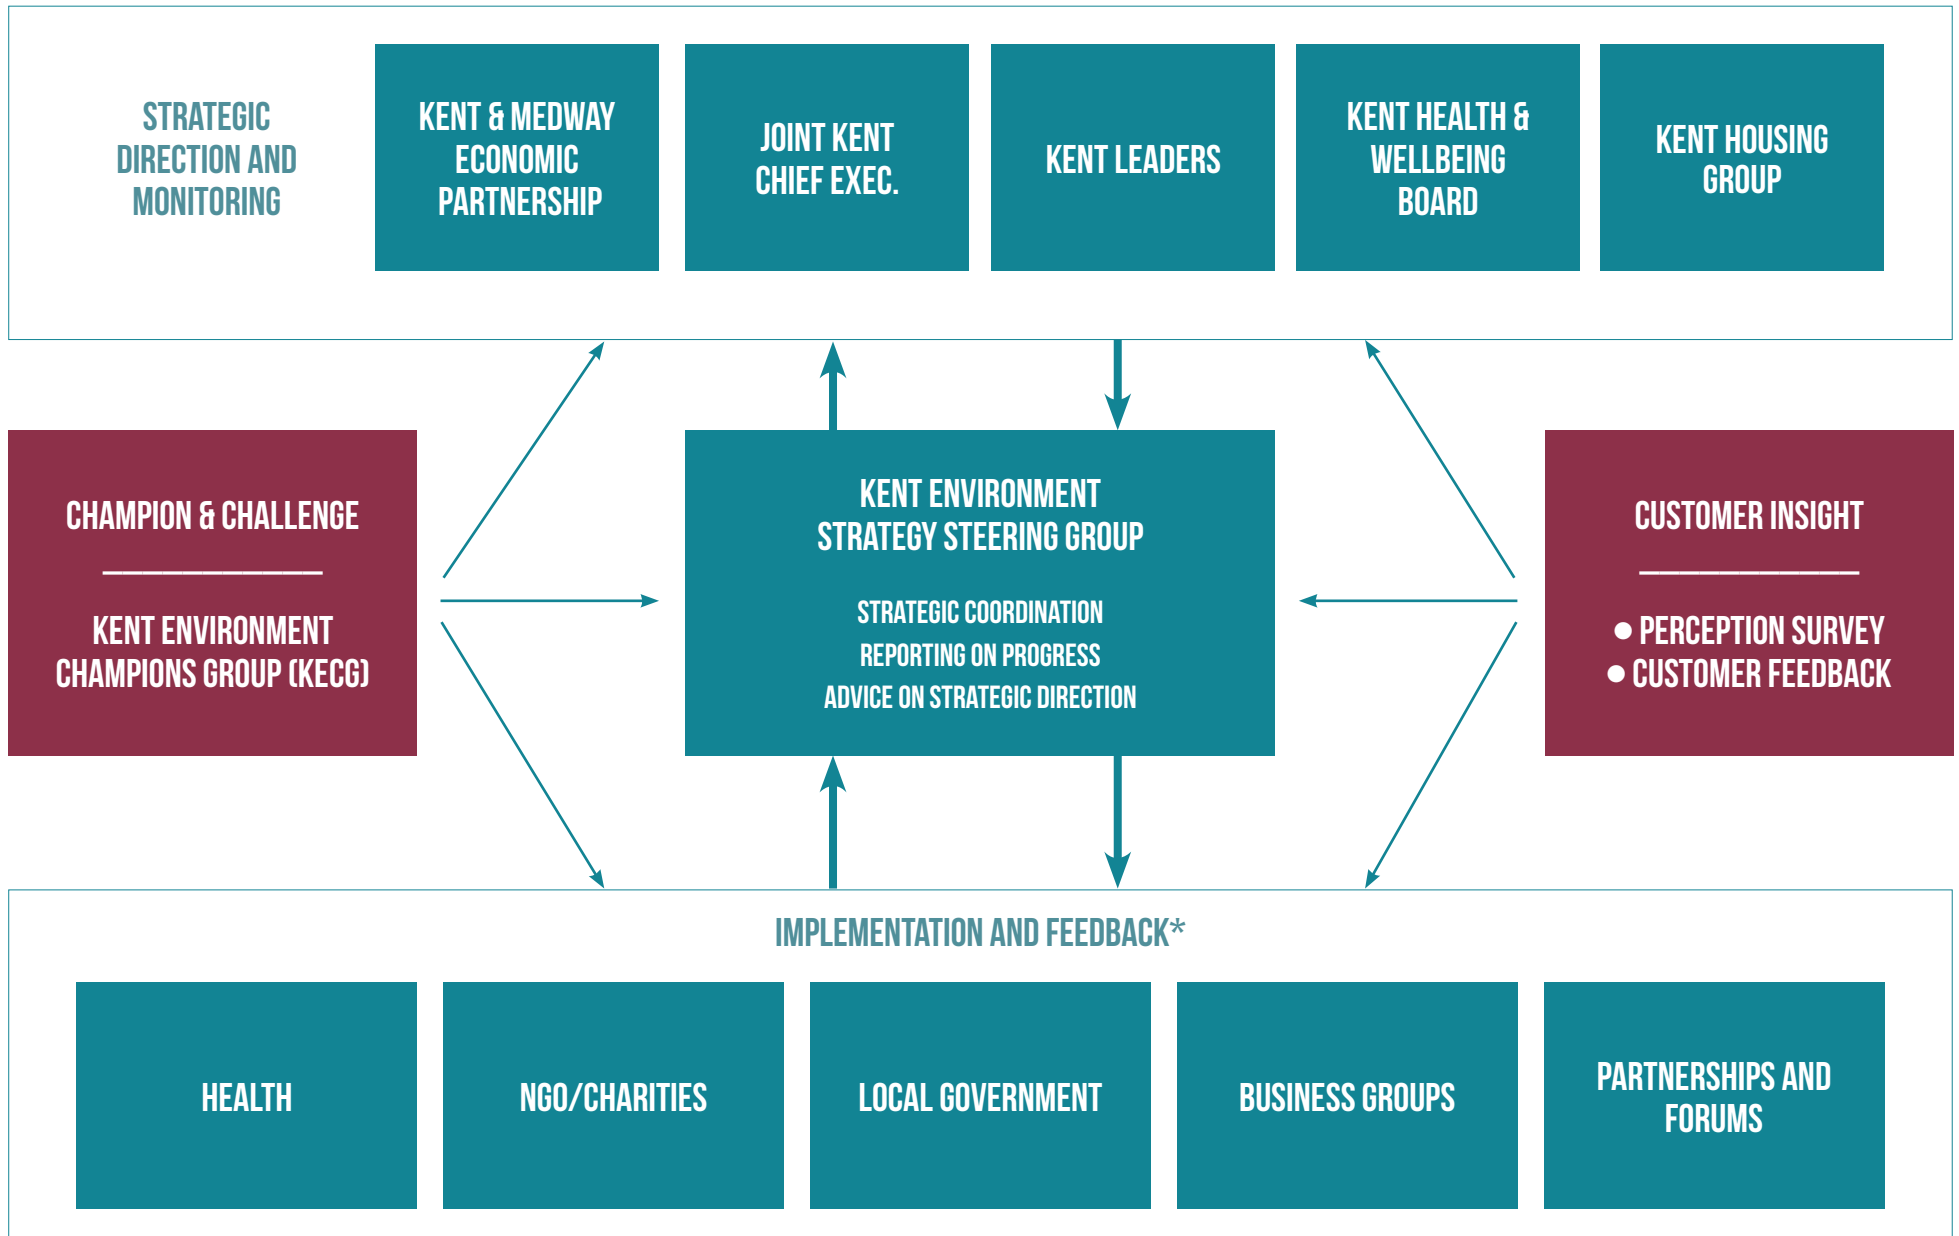 STRATEGIC
DIRECTION AND
MONITORING
KENT & MEDWAY
ECONOMIC
PARTNERSHIP
JOINT KENT
CHIEF EXEC.
KENT LEADERS
KENT HEALTH &
WELLBEING
BOARD
KENT HOUSING
GROUP
CHAMPION & CHALLENGE
KENT ENVIRONMENT
CHAMPIONS GROUP (KECG)
KENT ENVIRONMENT
STRATEGY STEERING GROUP
STRATEGIC COORDINATION
REPORTING ON PROGRESS
ADVICE ON STRATEGIC DIRECTION
CUSTOMER INSIGHT
● PERCEPTION SURVEY
● CUSTOMER FEEDBACK
IMPLEMENTATION AND FEEDBACK*
HEALTH
NGO/CHARITIES
LOCAL GOVERNMENT
BUSINESS GROUPS
PARTNERSHIPS AND
FORUMS